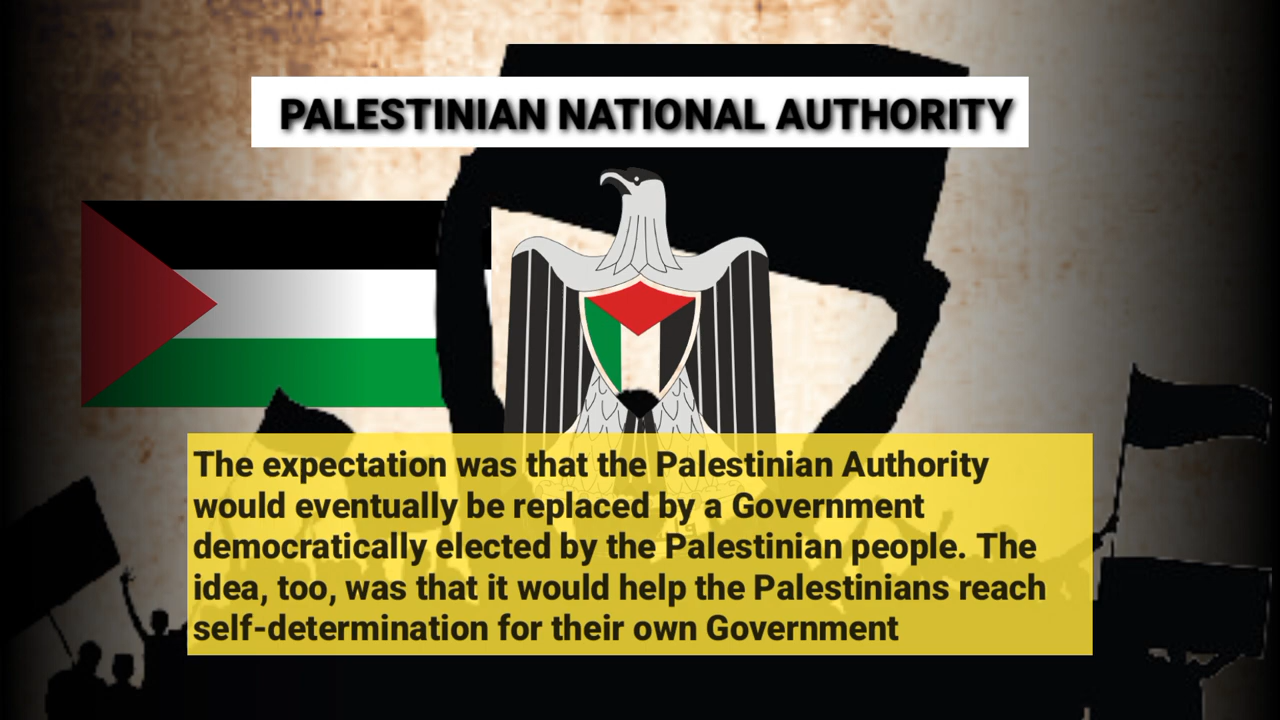 PALESTINIAN NATIONAL AUTHORITY
The expectation was that the Palestinian Authority
would eventually be replaced by a Government
democratically elected by the Palestinian people. The
idea, too, was that it would help the Palestinians reach
self-determination for their own Government